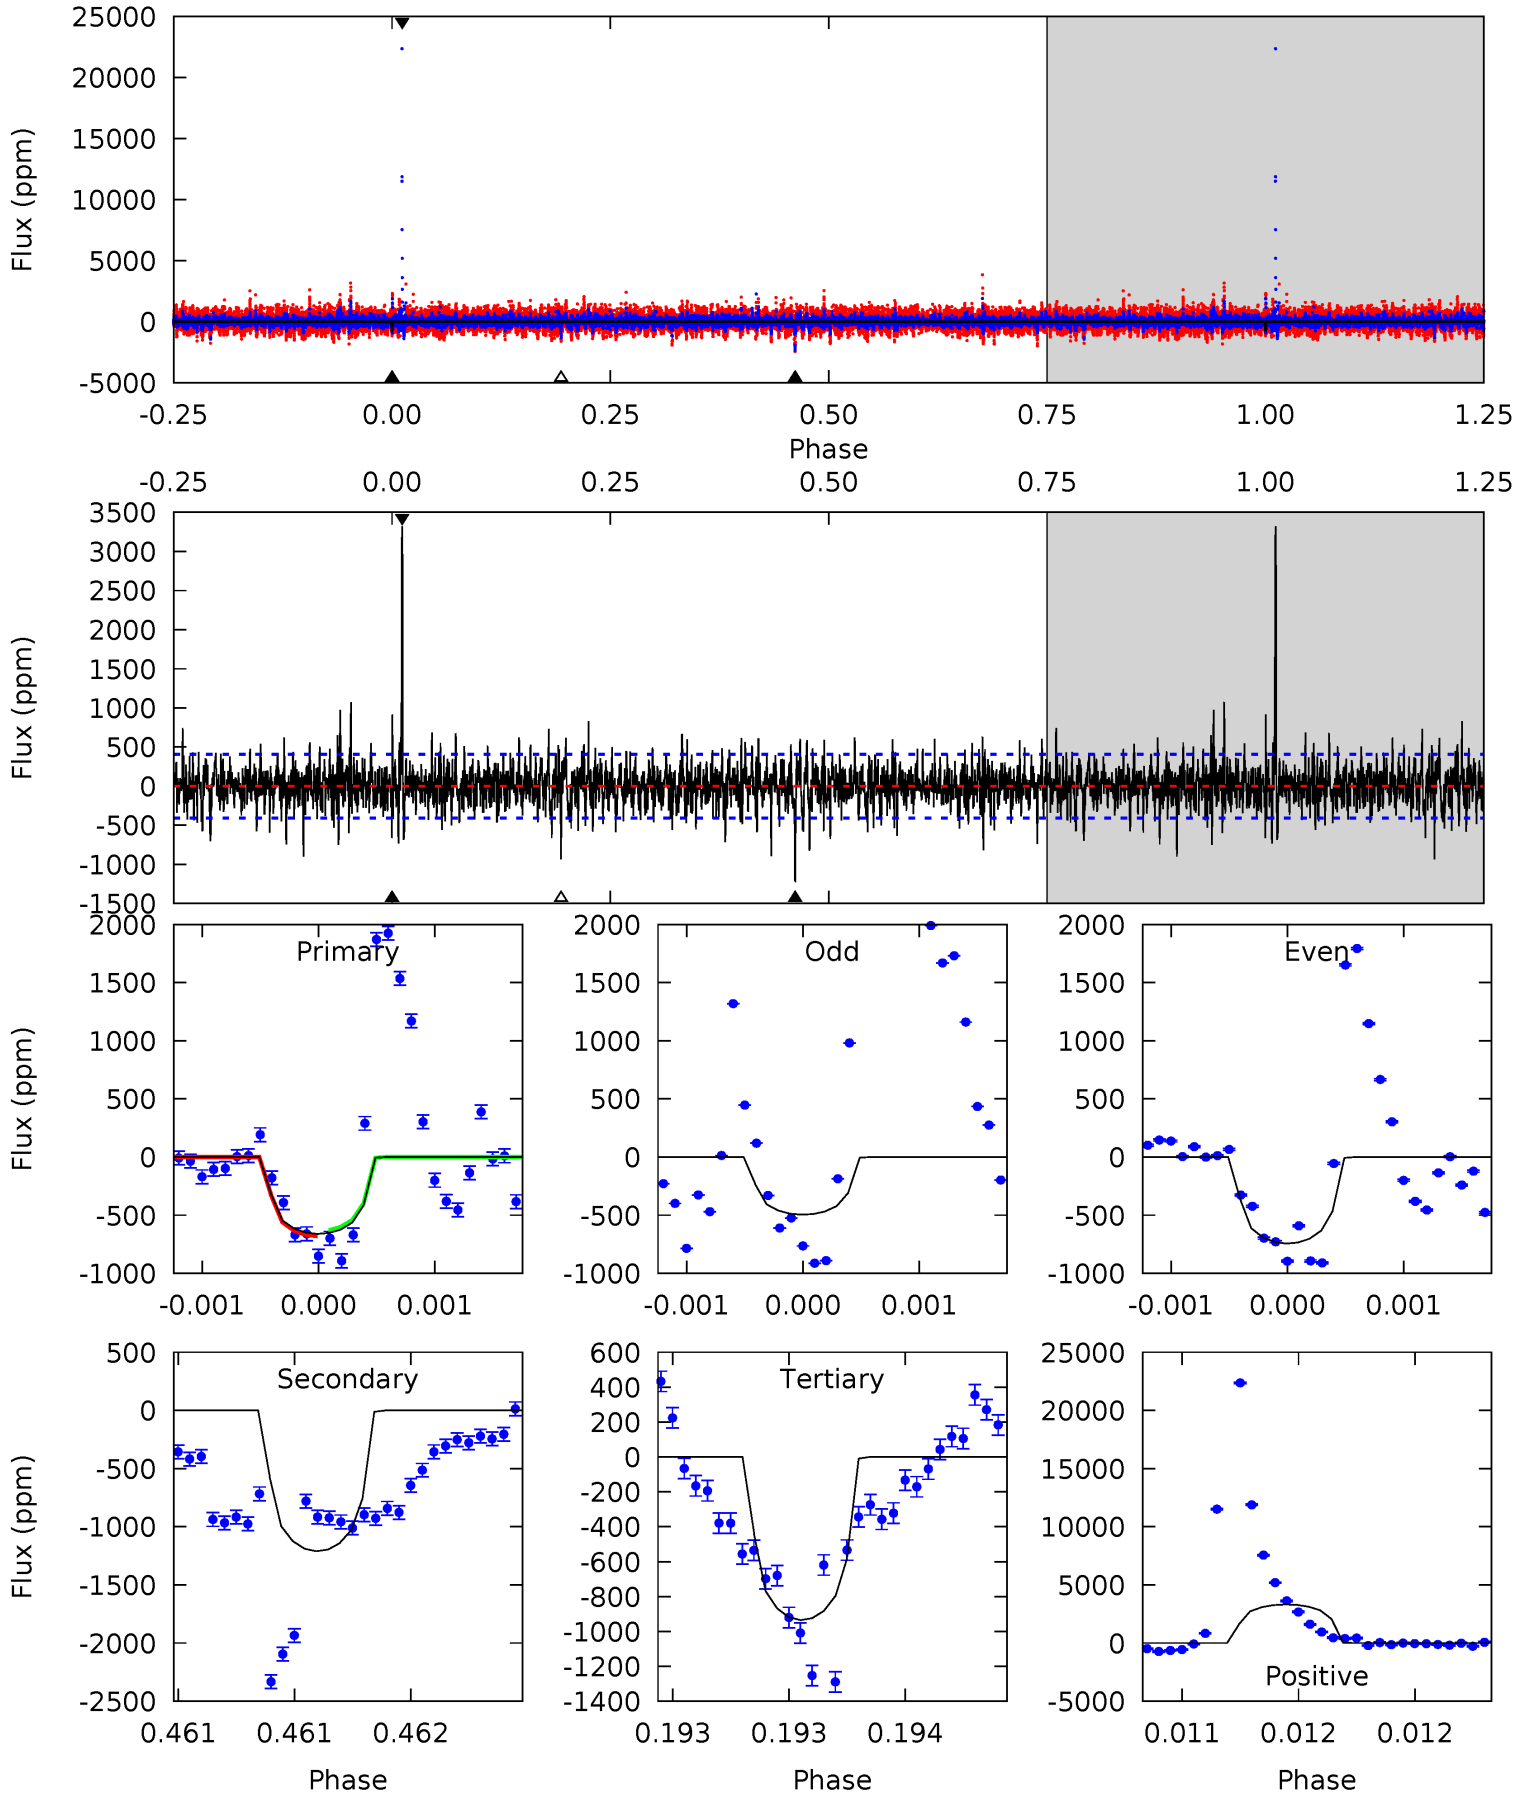 25000
20000
15000
10000
5000
0
-5000
Flux (ppm)
-0.25 0.00 0.25 0.50 0.75 1.00 1.25
Phase
-0.25 0.00 0.25 0.50 0.75 1.00 1.25
3500
3000
2500
2000
1500
1000
500
0
-500
-1000
-1500
Flux (ppm)
Primary
2000
1500
1000
500
0
-500
-1000
Flux (ppm)
-0.001 0.000 0.001
Odd
2000
1500
1000
500
0
-500
-1000
-0.001 0.000 0.001
Even
2000
1500
1000
500
0
-500
-1000
-0.001 0.000 0.001
Secondary
500
0
-500
-1000
-1500
-2000
-2500
Flux (ppm)
0.461 0.461 0.462
Phase
Tertiary
600
400
200
0
-200
-400
-600
-800
-1000
-1200
-1400
0.193 0.193 0.194
Phase
25000
20000
15000
10000
5000
0
-5000
Positive
0.011 0.012 0.012
Phase